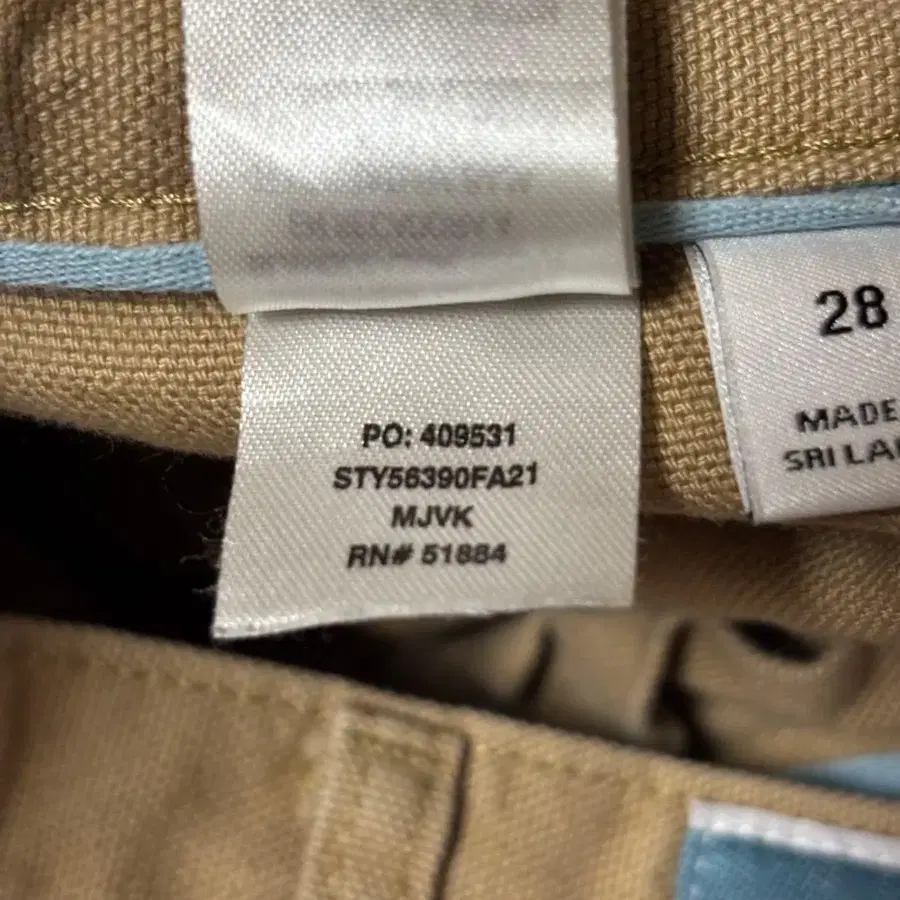 PO: 409531
STY56390FA21
MJVK
RN# 51884
28
MADE
SRI LA